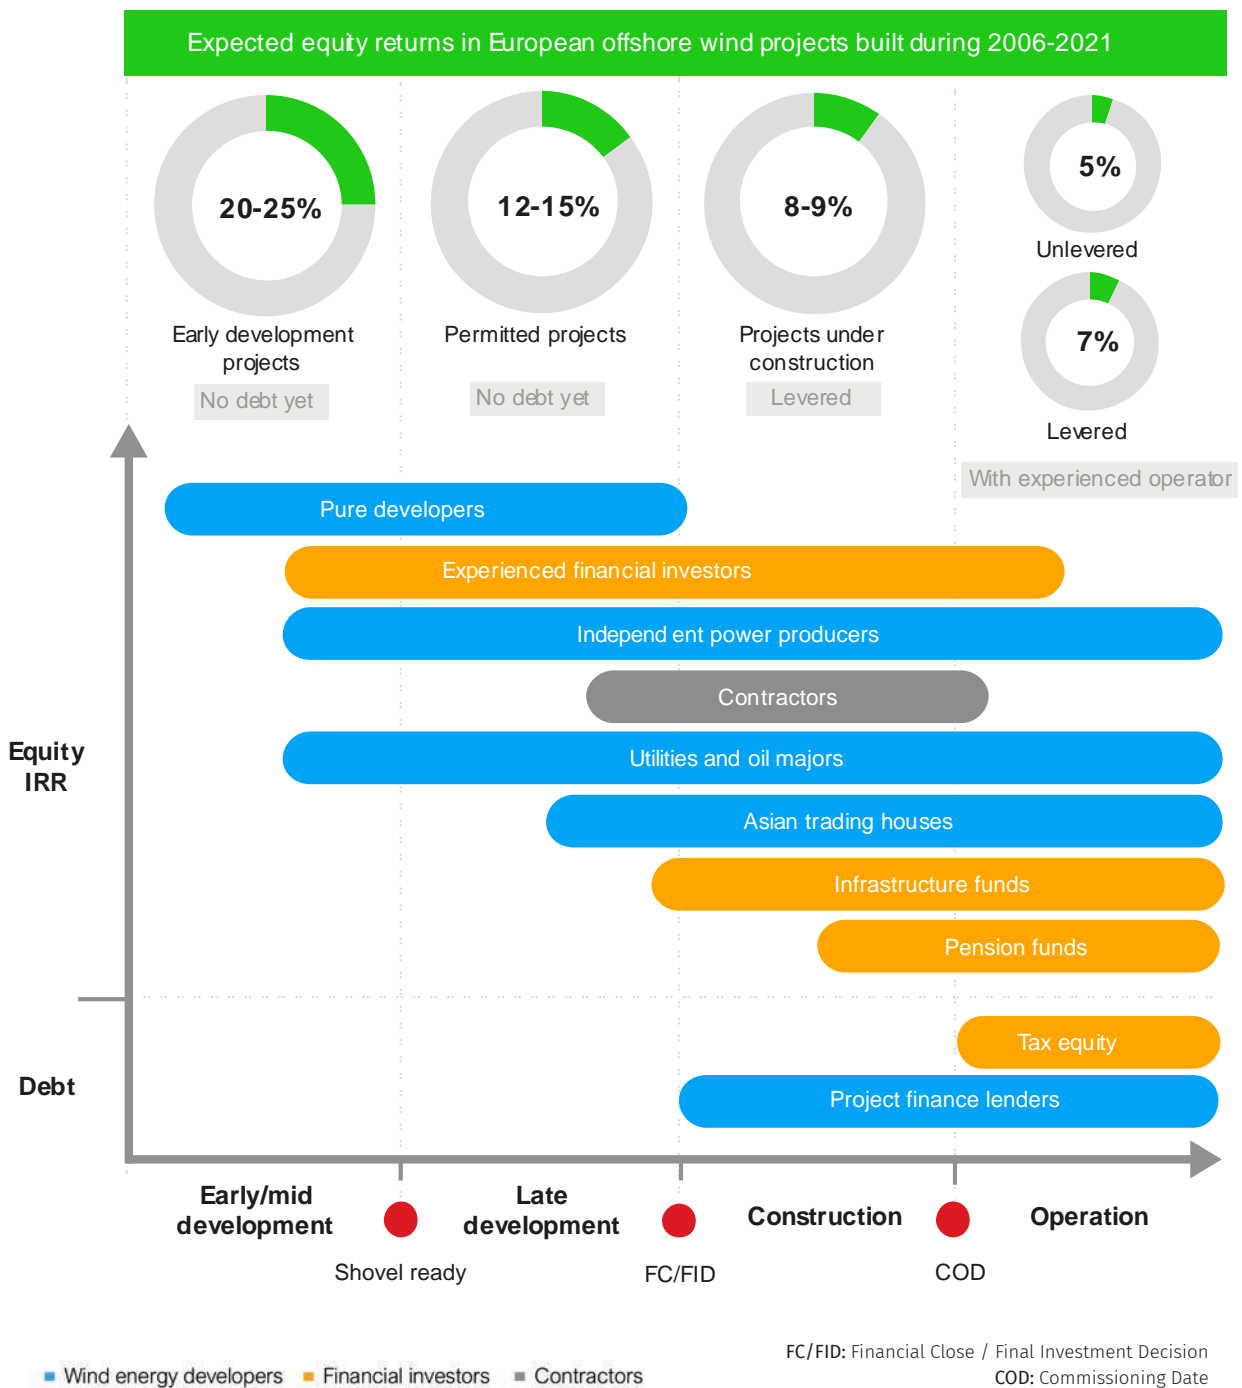 Expected equity returns in European offshore wind projects built during 2006-2021
20-25%
12-15%
8-9%
5%
Unlevered
7%
Levered
Early development
projects
No debt yet
Permitted projects
No debt yet
Projects under
construction
Levered
With experienced operator
Pure developers
Experienced financial investors
Independent power producers
Contractors
Equity
IRR
Utilities and oil majors
Asian trading houses
Infrastructure funds
Pension funds
Tax equity
Debt
Project finance lenders
Early/mid
development
Late
development
Construction
Operation
Shovel ready
FC/FID
COD
FC/FID: Financial Close / Final Investment Decision
COD: Commissioning Date
Wind energy developers
Financial investors
Contractors